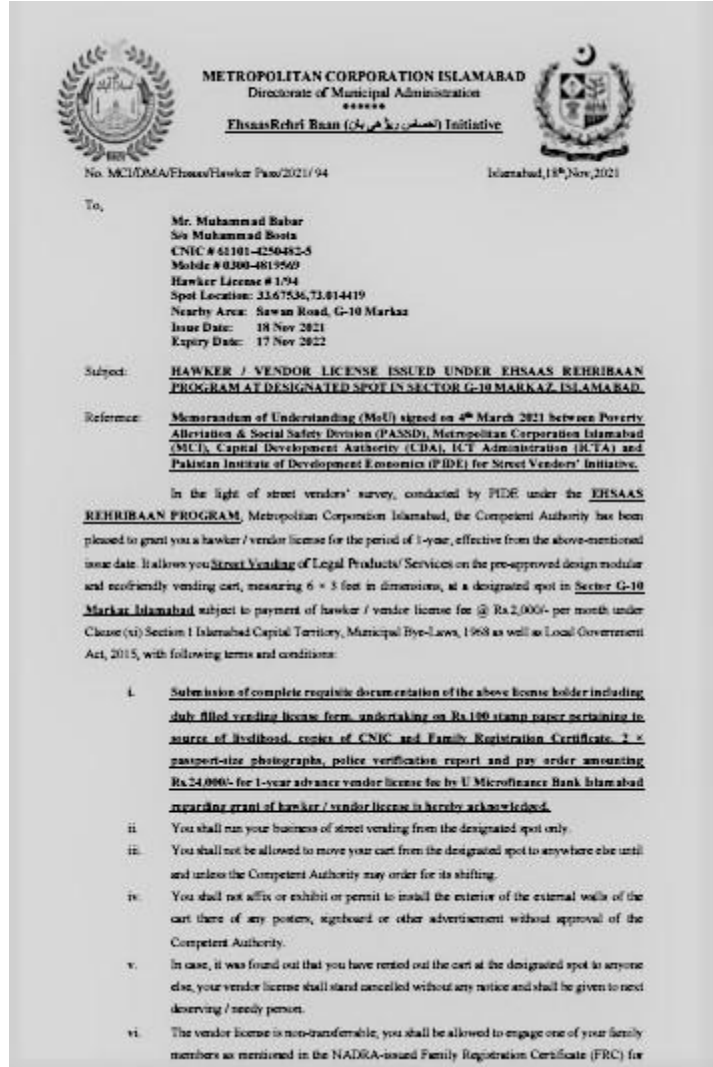 METROPOLITAN CORPORATION ISLAMABAD
Directorate of Municipal Administration
******
EhsaasRehri Baan (احساس ریڑھی بان) Initiative
No. MCI/DMA/Ehsaas/Hawker Pass/2021/ 94 Islamabad,18th,Nov,2021
To,
Mr. Muhammad Babar
S/o Muhammad Boota
CNIC # 61101-4250482-5
Mobile # 0300-4819569
Hawker License # 1/94
Spot Location: 33.67536,73.014419
Nearby Area: Sawan Road, G-10 Markaz
Issue Date: 18 Nov 2021
Expiry Date: 17 Nov 2022
Subject: HAWKER / VENDOR LICENSE ISSUED UNDER EHSAAS REHRIBAAN
PROGRAM AT DESIGNATED SPOT IN SECTOR G-10 MARKAZ, ISLAMABAD.
Reference: Memorandum of Understanding (MoU) signed on 4th March 2021 between Poverty
Alleviation & Social Safety Division (PASSD), Metropolitan Corporation Islamabad
(MCI), Capital Development Authority (CDA), ICT Administration (ICTA) and
Pakistan Institute of Development Economics (PIDE) for Street Vendors' Initiative.
In the light of street vendors' survey, conducted by PIDE under the EHSAAS
REHRIBAAN PROGRAM, Metropolitan Corporation Islamabad, the Competent Authority has been
pleased to grant you a hawker / vendor license for the period of 1-year, effective from the above-mentioned
issue date. It allows you Street Vending of Legal Products/ Services on the pre-approved design modular
and ecofriendly vending cart, measuring 6 × 3 feet in dimensions, at a designated spot in Sector G-10
Markaz Islamabad subject to payment of hawker / vendor license fee @ Rs.2,000/- per month under
Clause (xi) Section 1 Islamabad Capital Territory, Municipal Bye-Laws, 1968 as well as Local Government
Act, 2015, with following terms and conditions:
i. Submission of complete requisite documentation of the above license holder including
duly filled vending license form, undertaking on Rs.100 stamp paper pertaining to
source of livelihood, copies of CNIC and Family Registration Certificate, 2 ×
passport-size photographs, police verification report and pay order amounting
Rs.24,000/- for 1-year advance vendor license fee by U Microfinance Bank Islamabad
regarding grant of hawker / vendor license is hereby acknowledged.
ii. You shall run your business of street vending from the designated spot only.
iii. You shall not be allowed to move your cart from the designated spot to anywhere else until
and unless the Competent Authority may order for its shifting.
iv. You shall not affix or exhibit or permit to install the exterior of the external walls of the
cart there of any posters, signboard or other advertisement without approval of the
Competent Authority.
v. In case, it was found out that you have rented out the cart at the designated spot to anyone
else, your vendor license shall stand cancelled without any notice and shall be given to next
deserving / needy person.
vi. The vendor license is non-transferrable, you shall be allowed to engage one of your family
members as mentioned in the NADRA-issued Family Registration Certificate (FRC) for